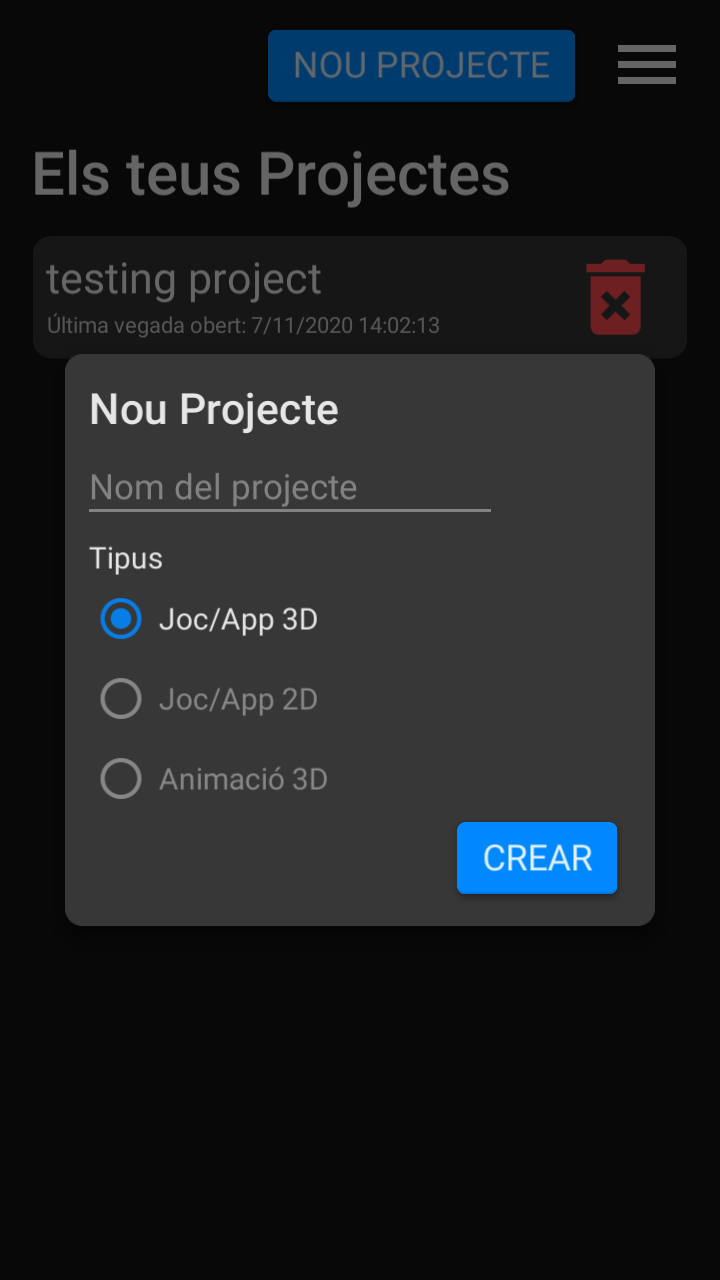 NOU PROJECTE
Els teus Projectes
testing project
Última vegada obert: 7/11/2020 14:02:13
Nou Projecte
Nom del projecte
Tipus
Joc/App 3D
Joc/App 2D
Animació 3D
CREAR